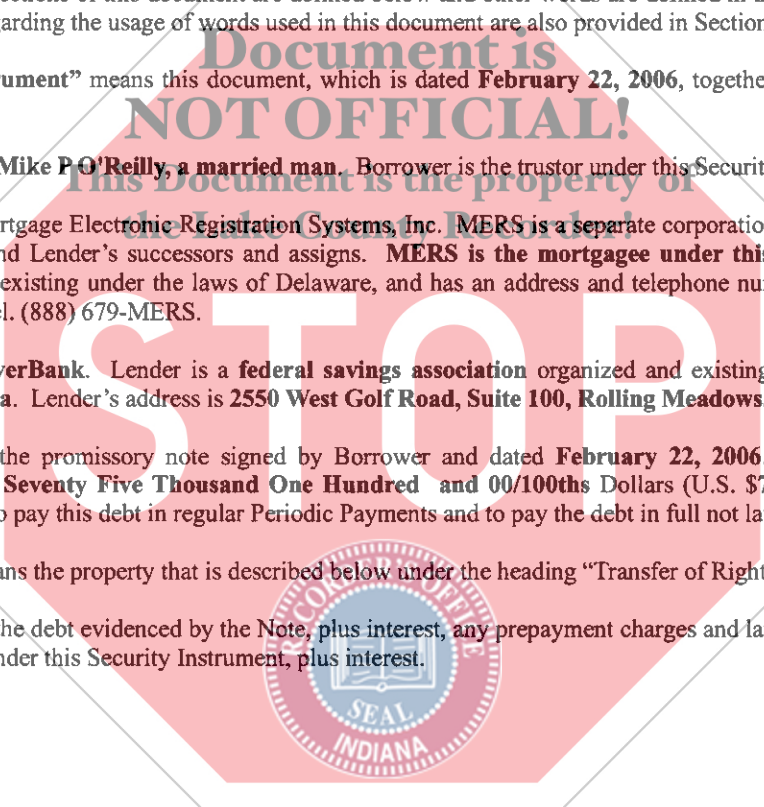 garding the usage of words used in this document are also provided in Section
Document is
rument" means this document, which is dated February 22, 2006, togethe
NOT OFFICIAL!
Mike P O'Reilly, a married man. Borrower is the trustor under this Securit
This Document is the property of
rtgage Electronic Registration Systems, Inc. MERS is a separate corporatio
the Lake County Recorder!
nd Lender's successors and assigns. MERS is the mortgagee under this
existing under the laws of Delaware, and has an address and telephone nu
el. (888) 679-MERS.
STOP
verBank. Lender is a federal savings association organized and existing
a. Lender's address is 2550 West Golf Road, Suite 100, Rolling Meadows
the promissory note signed by Borrower and dated February 22, 2006.
Seventy Five Thousand One Hundred and 00/100ths Dollars (U.S. $7
o pay this debt in regular Periodic Payments and to pay the debt in full not la
ans the property that is described below under the heading "Transfer of Right
he debt evidenced by the Note, plus interest, any prepayment charges and la
nder this Security Instrument, plus interest.
RECORDER'S OFFICE
SEAL
INDIANA